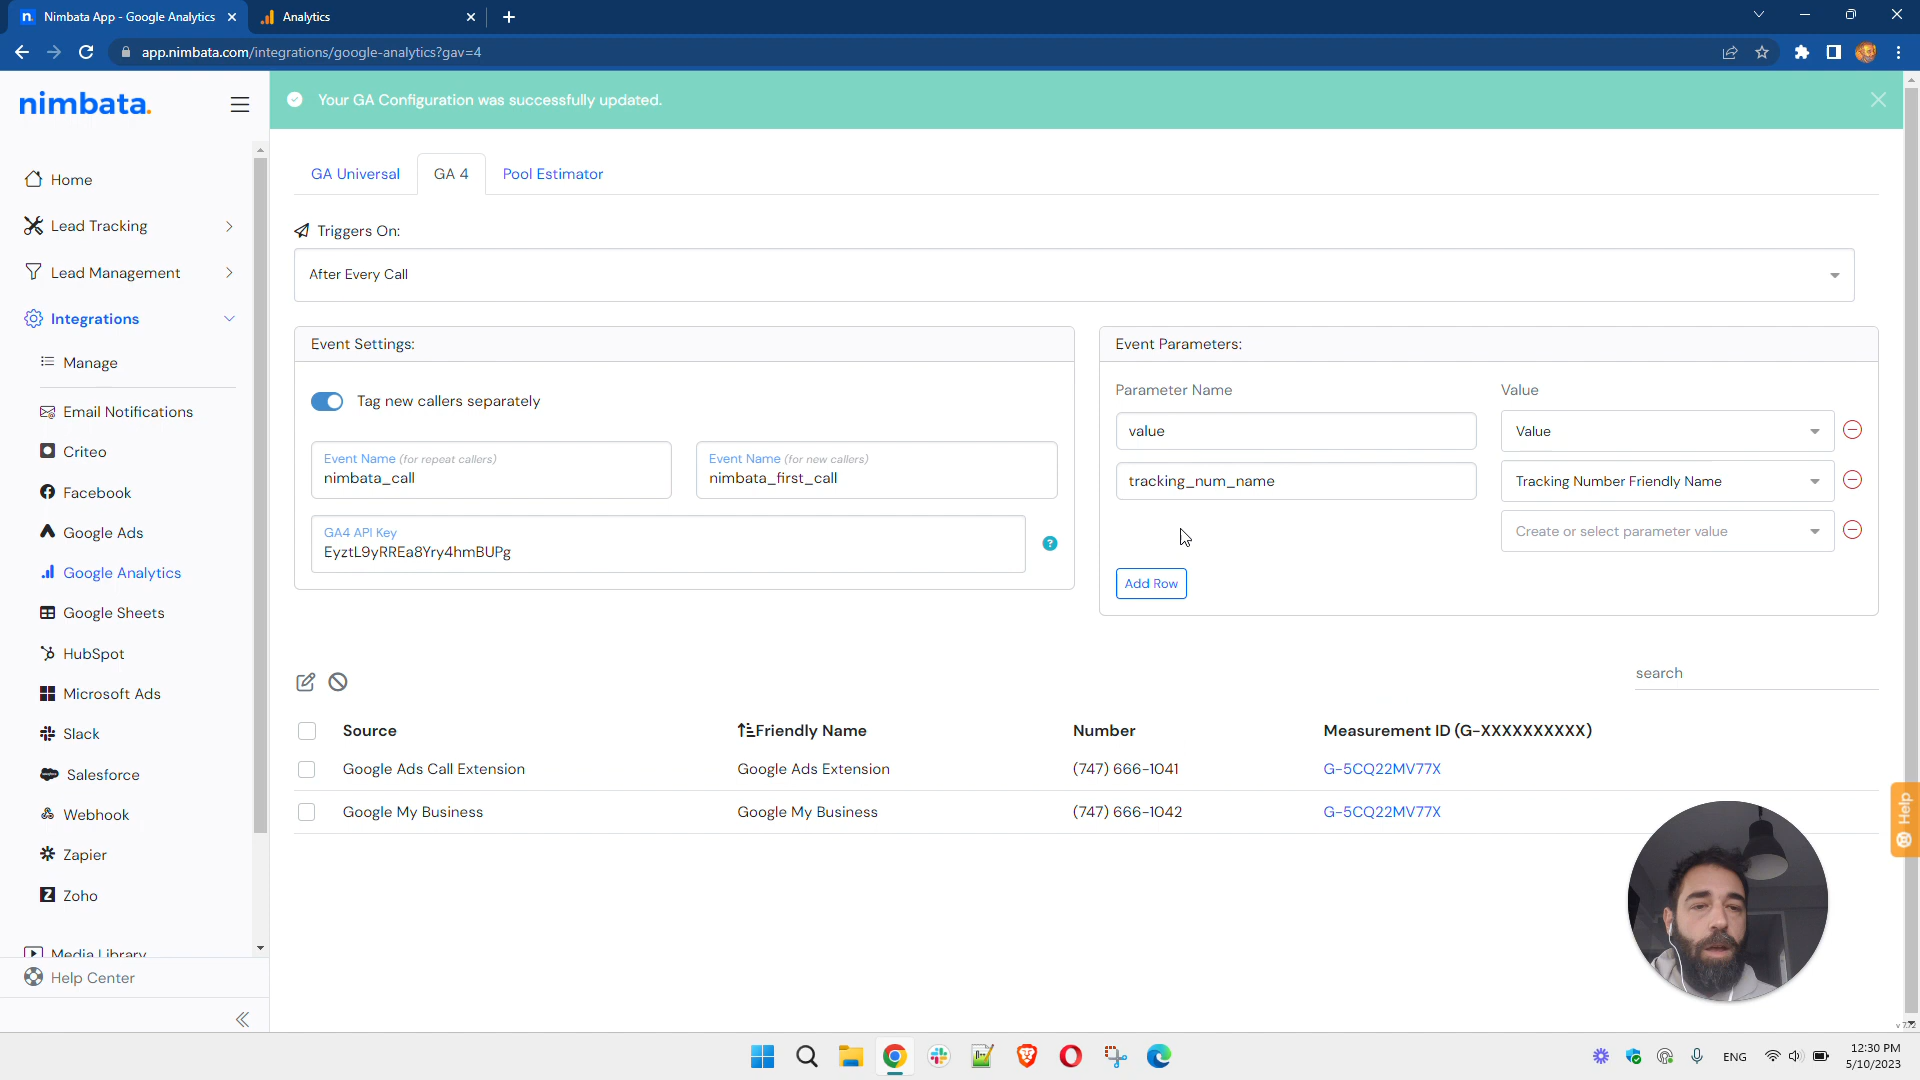 Nimbata App - Google Analytics
Analytics
app.nimbata.com/integrations/google-analytics?gav=4
nimbata.
Your GA Configuration was successfully updated.
Home
Lead Tracking
Lead Management
Integrations
Manage
Email Notifications
Criteo
Facebook
Google Ads
Google Analytics
Google Sheets
HubSpot
Microsoft Ads
Slack
Salesforce
Webhook
Zapier
Zoho
Media Library
Help Center
GA Universal
GA 4
Pool Estimator
Triggers On:
After Every Call
Event Settings:
Tag new callers separately
Event Name (for repeat callers)
nimbata_call
Event Name (for new callers)
nimbata_first_call
GA4 API Key
EyztL9yRREa8Yry4hmBUPg
Event Parameters:
Parameter Name
Value
value
Value
tracking_num_name
Tracking Number Friendly Name
Create or select parameter value
Add Row
search
Source
Friendly Name
Number
Measurement ID (G-XXXXXXXXXX)
Google Ads Call Extension
Google Ads Extension
(747) 666-1041
G-5CQ22MV77X
Google My Business
Google My Business
(747) 666-1042
G-5CQ22MV77X
Help
ENG
12:30 PM
5/10/2023